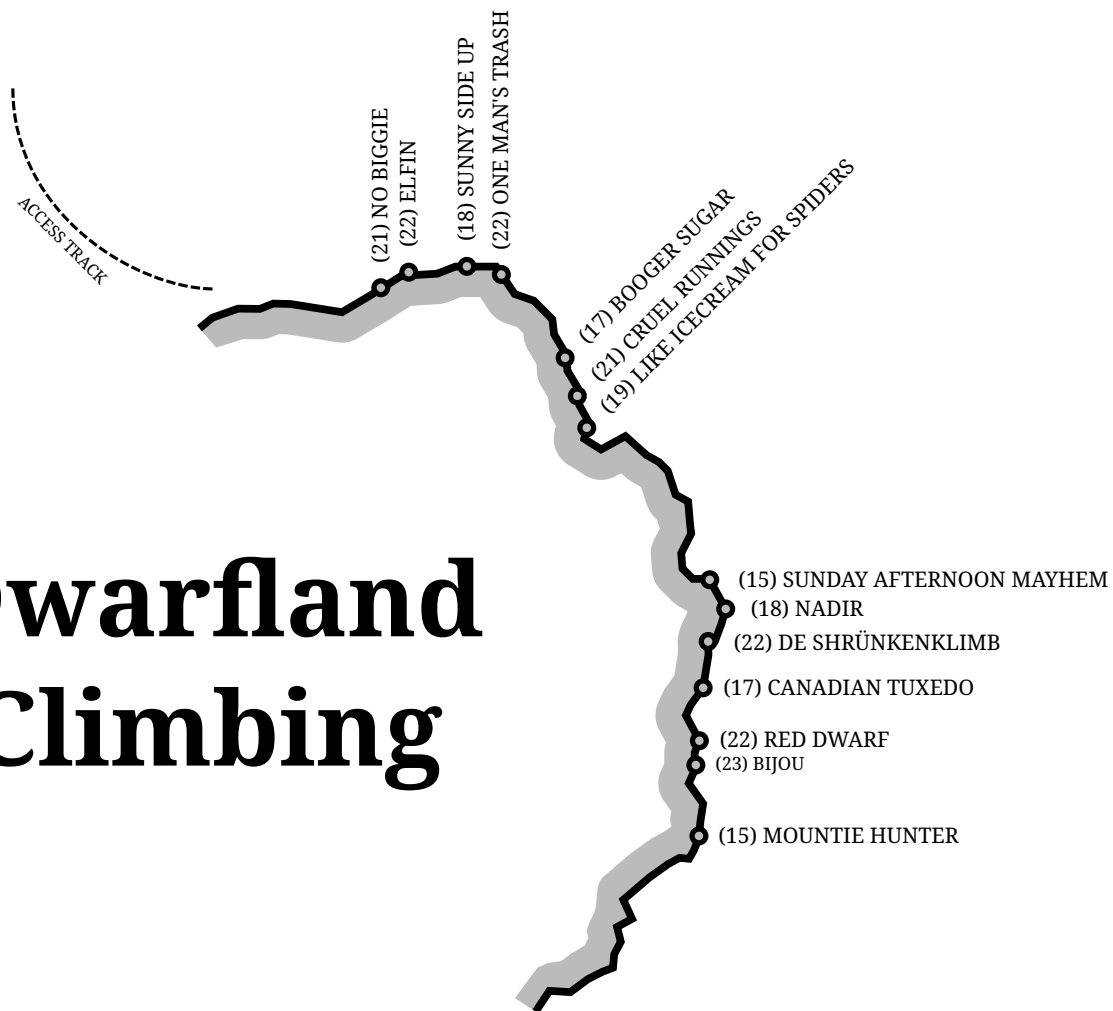 ACCESS TRACK
(21) NO BIGGIE
(22) ELFIN
(18) SUNNY SIDE UP
(22) ONE MAN'S TRASH
(17) BOOGER SUGAR
(21) CRUEL RUNNINGS
(19) LIKE ICECREAM FOR SPIDERS
(15) SUNDAY AFTERNOON MAYHEM
(18) NADIR
(22) DE SHRÜNKENKLIMB
(17) CANADIAN TUXEDO
(22) RED DWARF
(23) BIJOU
(15) MOUNTIE HUNTER
Dwarfland
Climbing